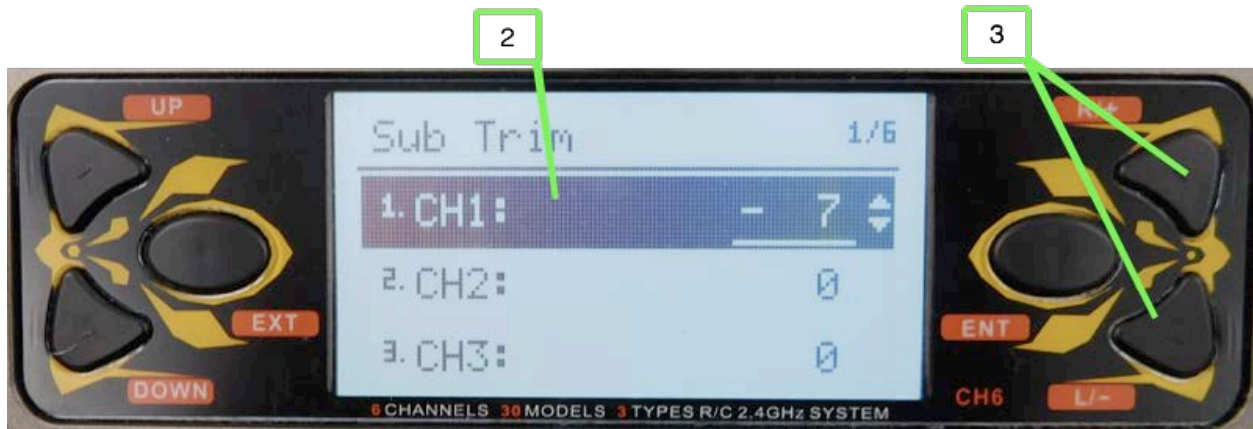 2
3
UP
R/+
Sub Trim 1/6
1. CH1: - 7
2. CH2: 0
3. CH3: 0
EXT
ENT
DOWN
CH6
L/-
6 CHANNELS 30 MODELS 3 TYPES R/C 2.4GHz SYSTEM